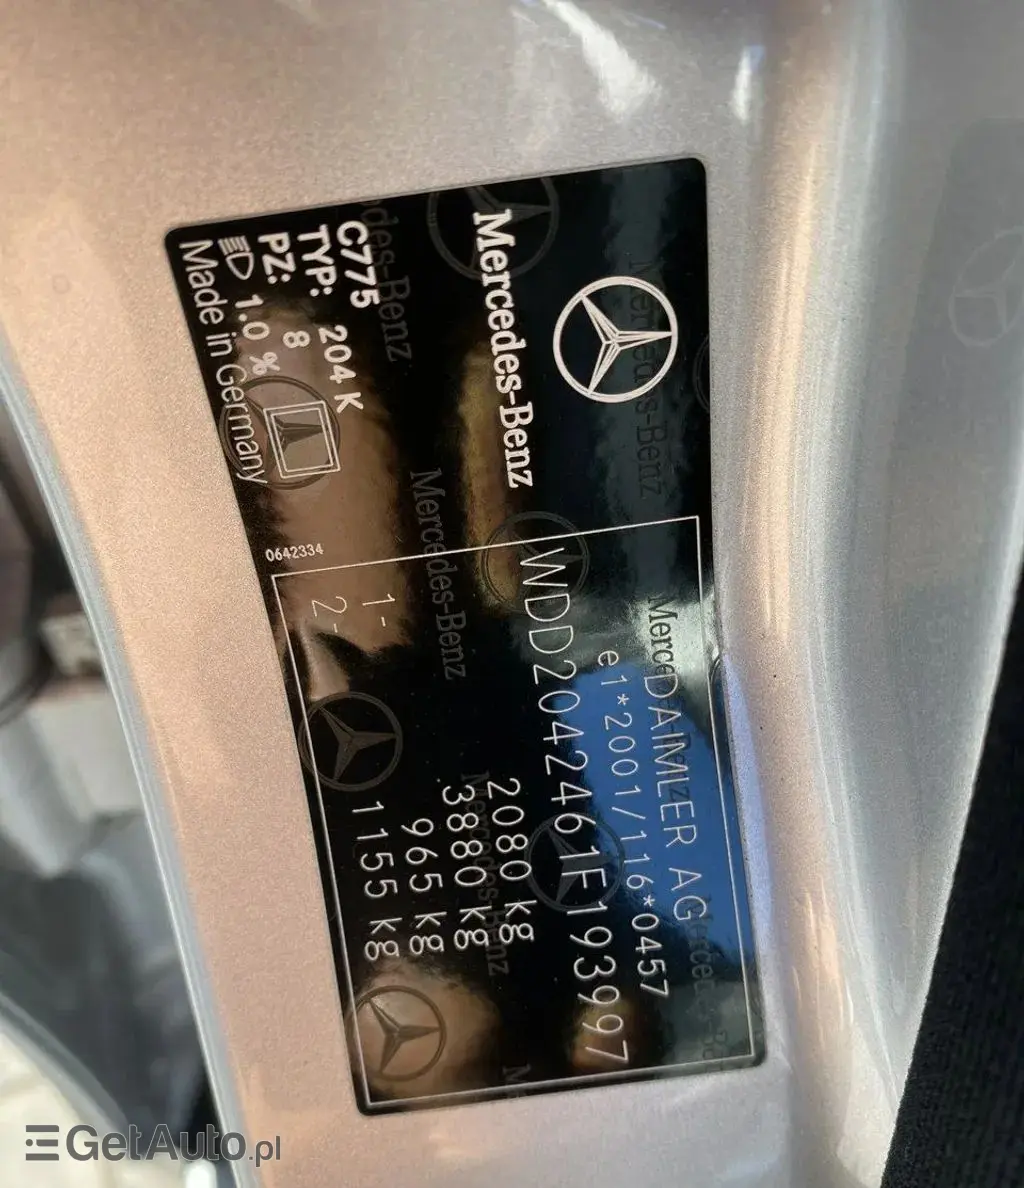 Mercedes-Benz
DAIMLER AG
e1*2001/116*0457
WDD2042461F193997
2080 kg
3880 kg
1- 965 kg
2- 1155 kg
C775
TYP: 204 K
PZ: 8
1.0 %
Made in Germany
0642334
GetAuto.pl